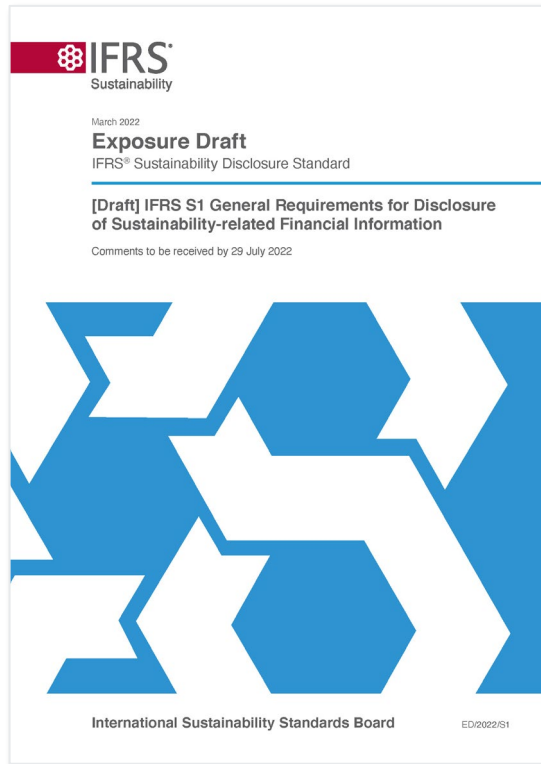 IFRS®
Sustainability
March 2022
Exposure Draft
IFRS® Sustainability Disclosure Standard
[Draft] IFRS S1 General Requirements for Disclosure
of Sustainability-related Financial Information
Comments to be received by 29 July 2022
International Sustainability Standards Board
ED/2022/S1